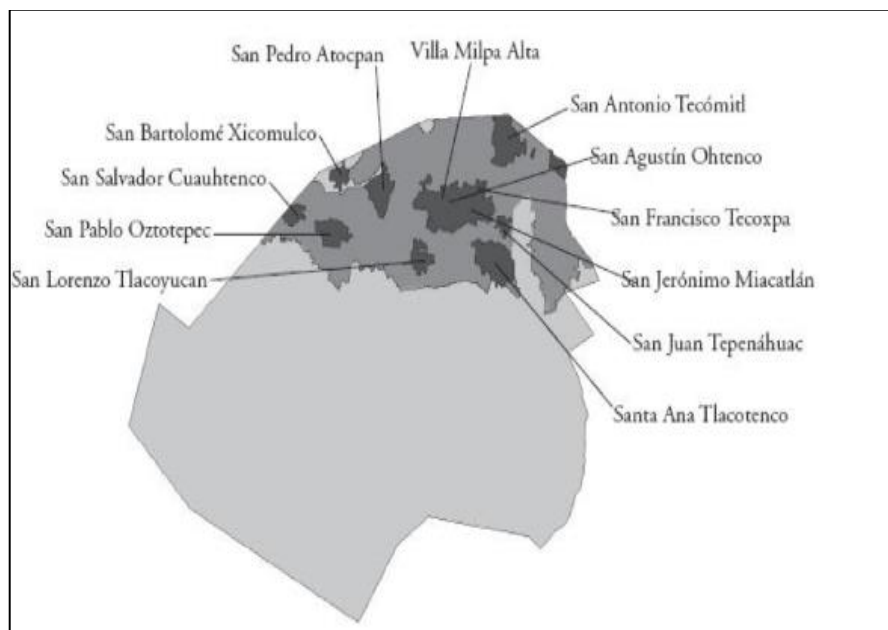 San Pedro Atocpan
Villa Milpa Alta
San Antonio Tecómitl
San Bartolomé Xicomulco
San Agustín Ohtenco
San Salvador Cuauhtenco
San Francisco Tecoxpa
San Pablo Oztotepec
San Lorenzo Tlacoyucan
San Jerónimo Miacatlán
San Juan Tepenáhuac
Santa Ana Tlacotenco